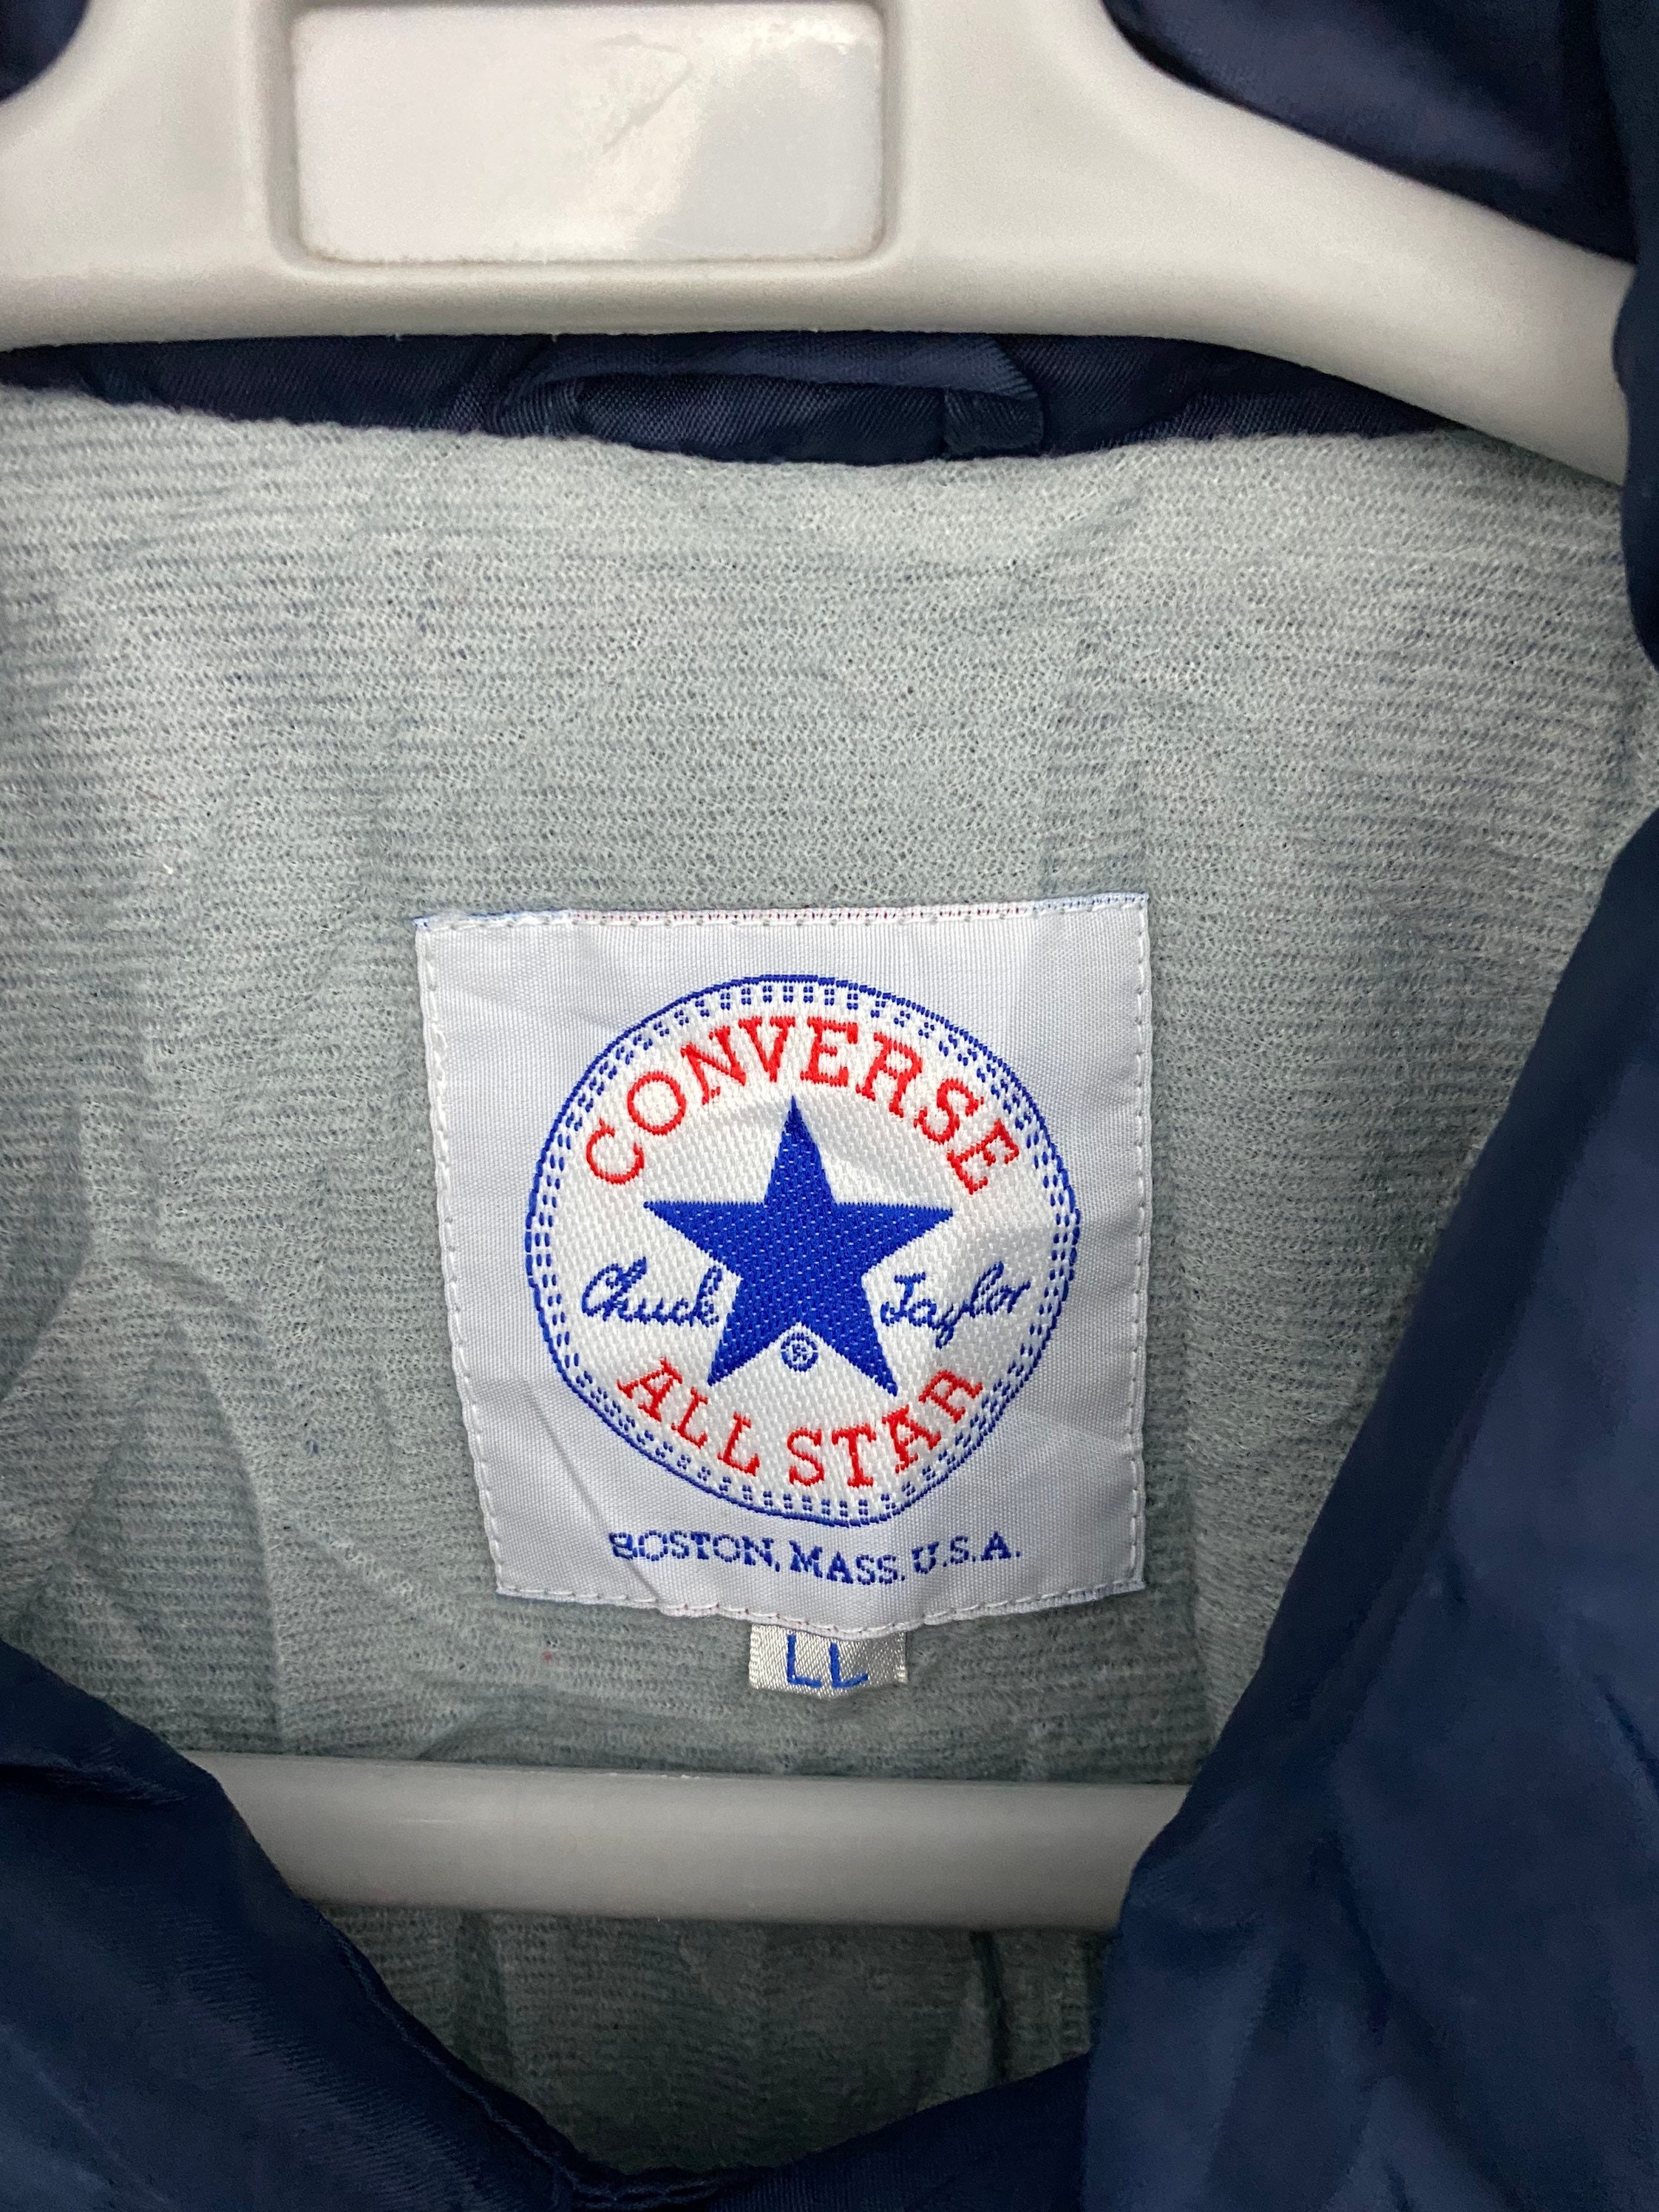 CONVERSE
Chuck Taylor
®
ALL STAR
BOSTON, MASS. U.S.A.
LL